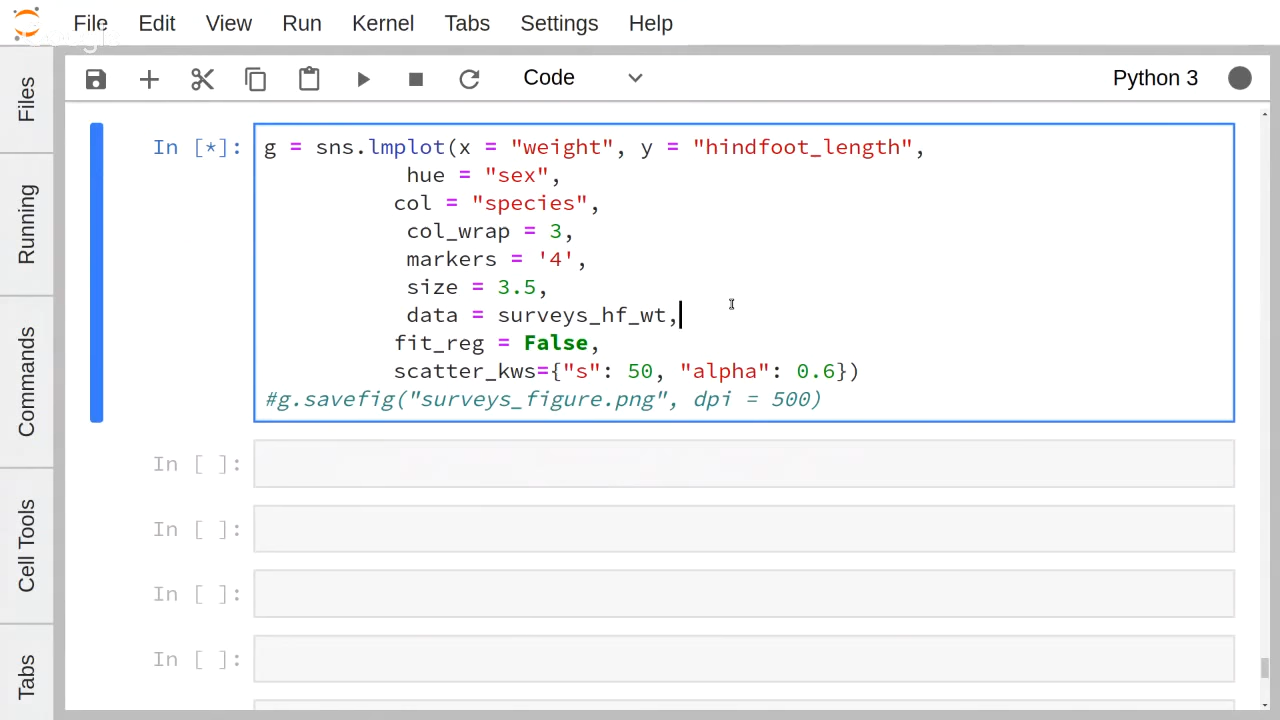 File Edit View Run Kernel Tabs Settings Help
Files
Running
Commands
Cell Tools
Tabs
Code
Python 3
In [*]:
g = sns.lmplot(x = "weight", y = "hindfoot_length",
hue = "sex",
col = "species",
col_wrap = 3,
markers = '4',
size = 3.5,
data = surveys_hf_wt,
fit_reg = False,
scatter_kws={"s": 50, "alpha": 0.6})
#g.savefig("surveys_figure.png", dpi = 500)
In [ ]:
In [ ]:
In [ ]:
In [ ]: